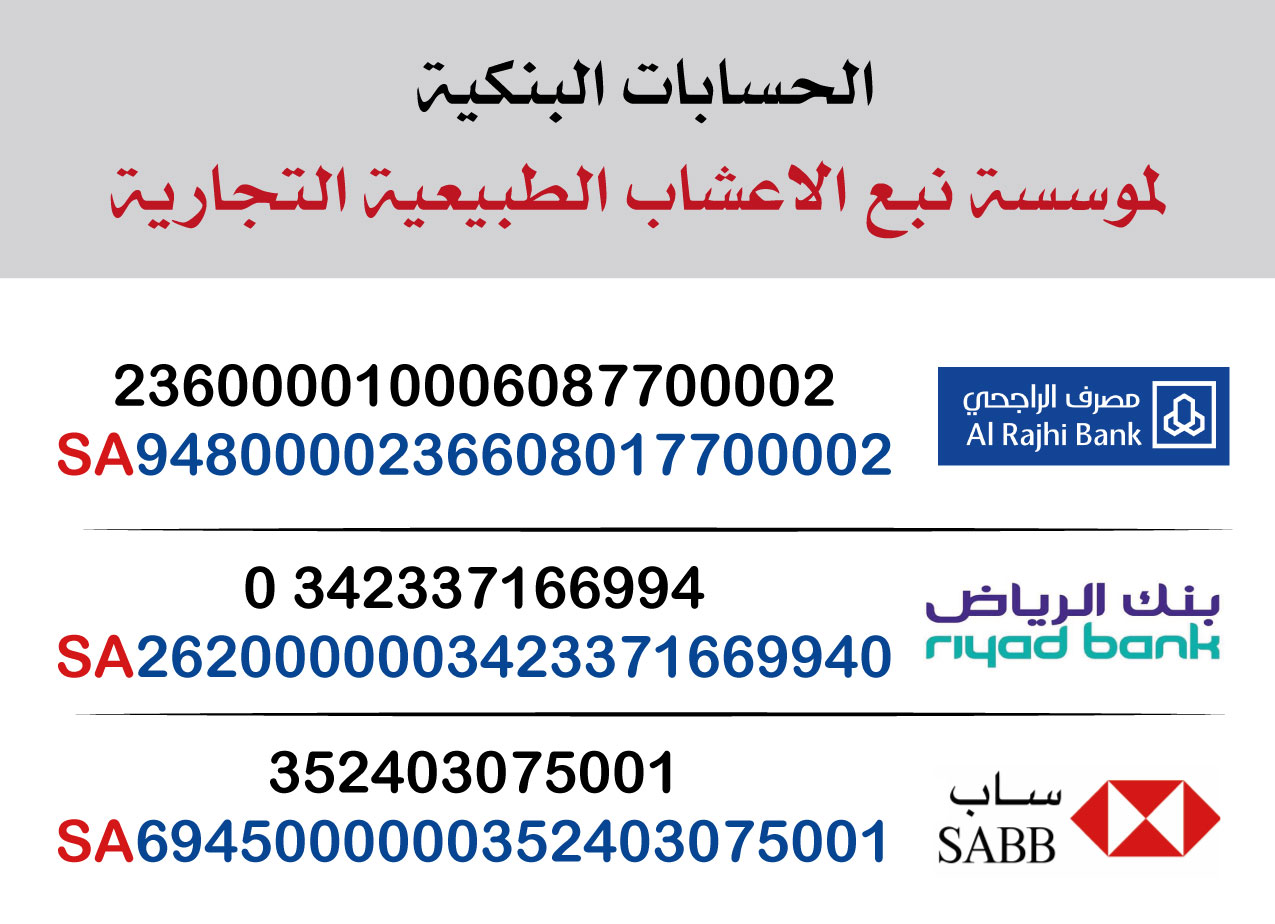 الحسابات البنكية
لموسسة نبع الاعشاب الطبيعية التجارية
236000010006087700002
SA9480000236608017700002
مصرف الراجحي
Al Rajhi Bank
0 342337166994
SA2620000003423371669940
بنك الرياض
riyad bank
352403075001
SA6945000000352403075001
ساب
SABB